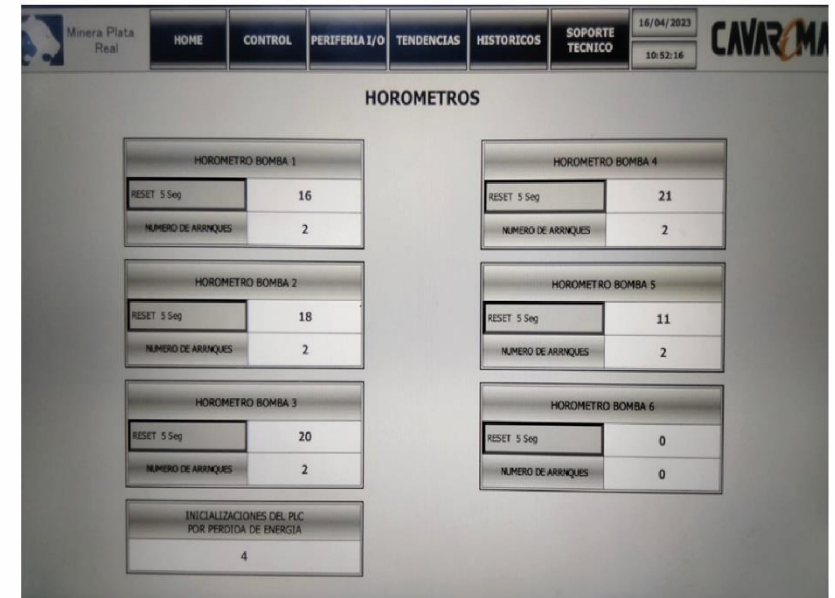 Minera Plata
Real
HOME
CONTROL
PERIFERIA I/O
TENDENCIAS
HISTORICOS
SOPORTE
TECNICO
16/04/2023
10:52:16
HOROMETROS
HOROMETRO BOMBA 1
RESET 5 Seg
16
NUMERO DE ARRNQUES
2
HOROMETRO BOMBA 2
RESET 5 Seg
18
NUMERO DE ARRNQUES
2
HOROMETRO BOMBA 3
RESET 5 Seg
20
NUMERO DE ARRNQUES
2
INICIALIZACIONES DEL PLC
POR PERDIDA DE ENERGIA
4
HOROMETRO BOMBA 4
RESET 5 Seg
21
NUMERO DE ARRNQUES
2
HOROMETRO BOMBA 5
RESET 5 Seg
11
NUMERO DE ARRNQUES
2
HOROMETRO BOMBA 6
RESET 5 Seg
0
NUMERO DE ARRNQUES
0